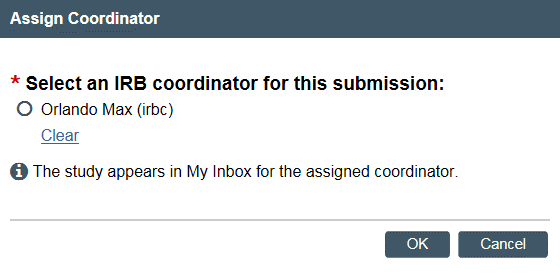 Assign Coordinator
* Select an IRB coordinator for this submission:
Orlando Max (irbc)
Clear
The study appears in My Inbox for the assigned coordinator.
OK Cancel